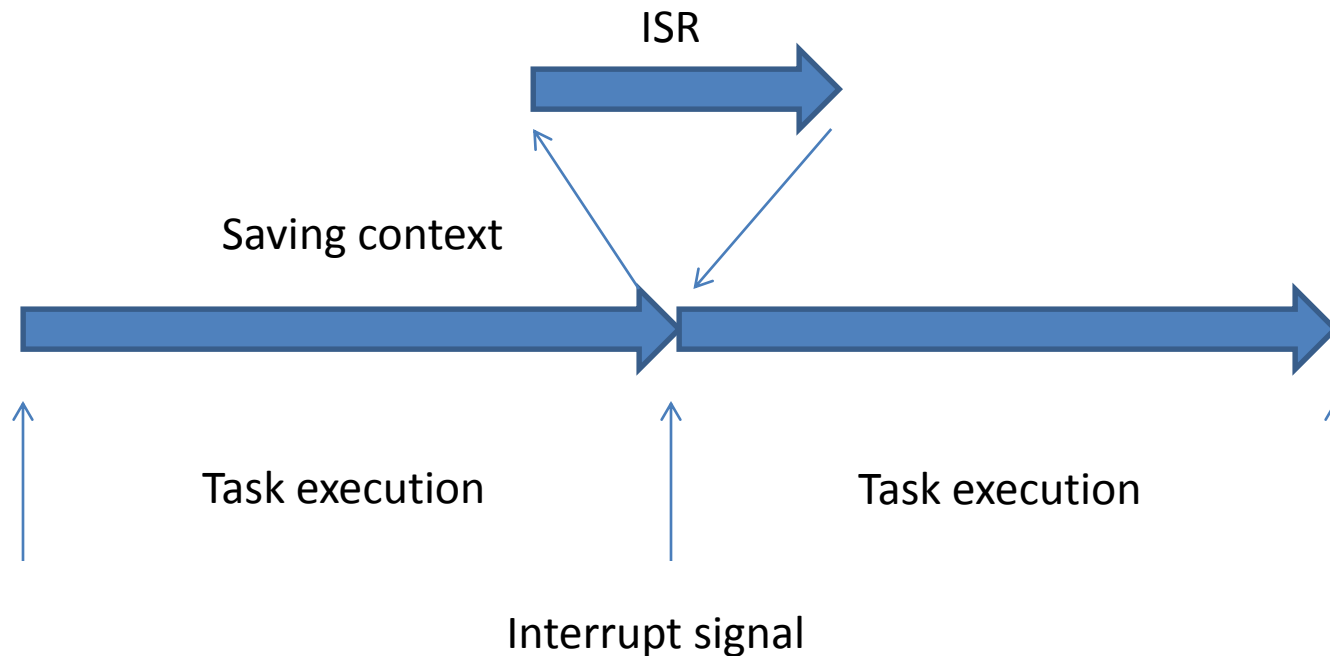 ISR
Saving context
Task execution
Task execution
Interrupt signal